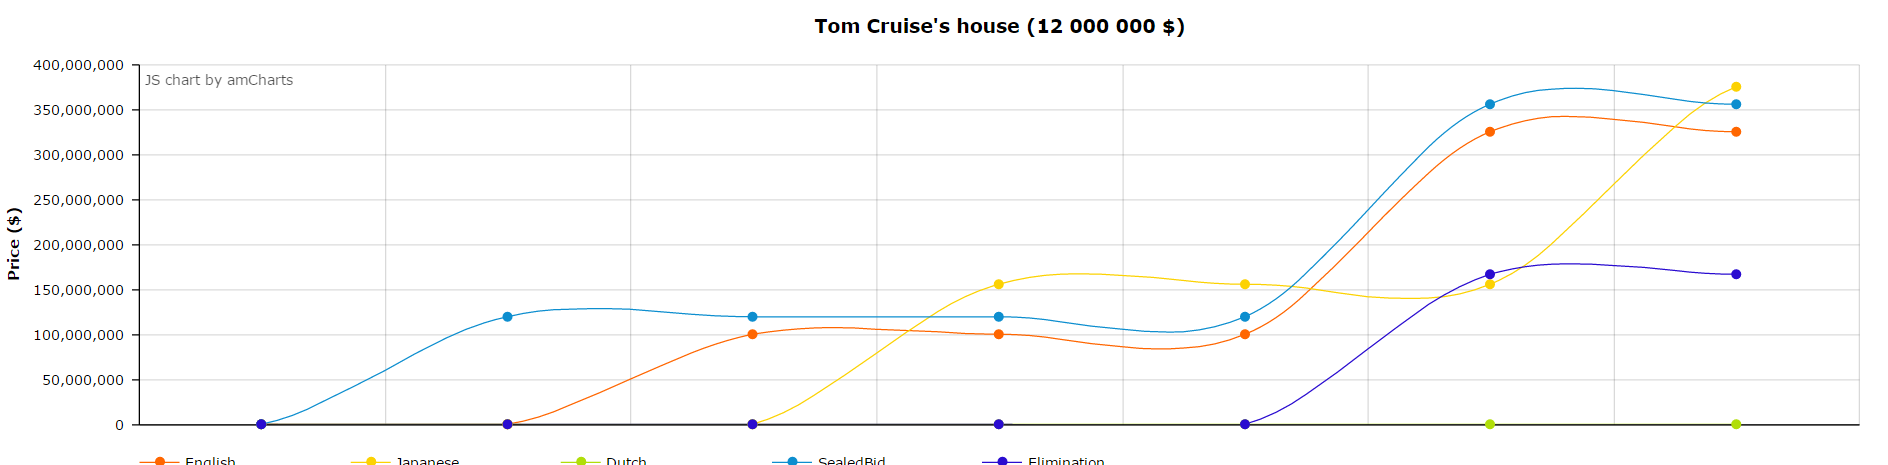 Tom Cruise's house (12 000 000 $)
400,000,000
JS chart by amCharts
350,000,000
300,000,000
250,000,000
200,000,000
150,000,000
100,000,000
50,000,000
0
Price ($)
English Japanese Dutch SealedBid Elimination